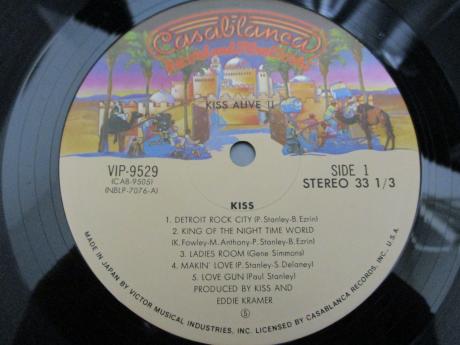 Casablanca
Record and FilmWorks
KISS ALIVE II
VIP-9529
(CAB-9505)
(NBLP-7076-A)
SIDE 1
STEREO 33 1/3
KISS
1. DETROIT ROCK CITY (P. Stanley-B. Ezrin)
2. KING OF THE NIGHT TIME WORLD
(K. Fowley-M. Anthony-P. Stanley-B. Ezrin)
3. LADIES ROOM (Gene Simmons)
4. MAKIN' LOVE (P. Stanley-S. Delaney)
5. LOVE GUN (Paul Stanley)
PRODUCED BY KISS AND
EDDIE KRAMER
MADE IN JAPAN BY VICTOR MUSICAL INDUSTRIES, INC. LICENSED BY CASABLANCA RECORDS, INC., U.S.A.